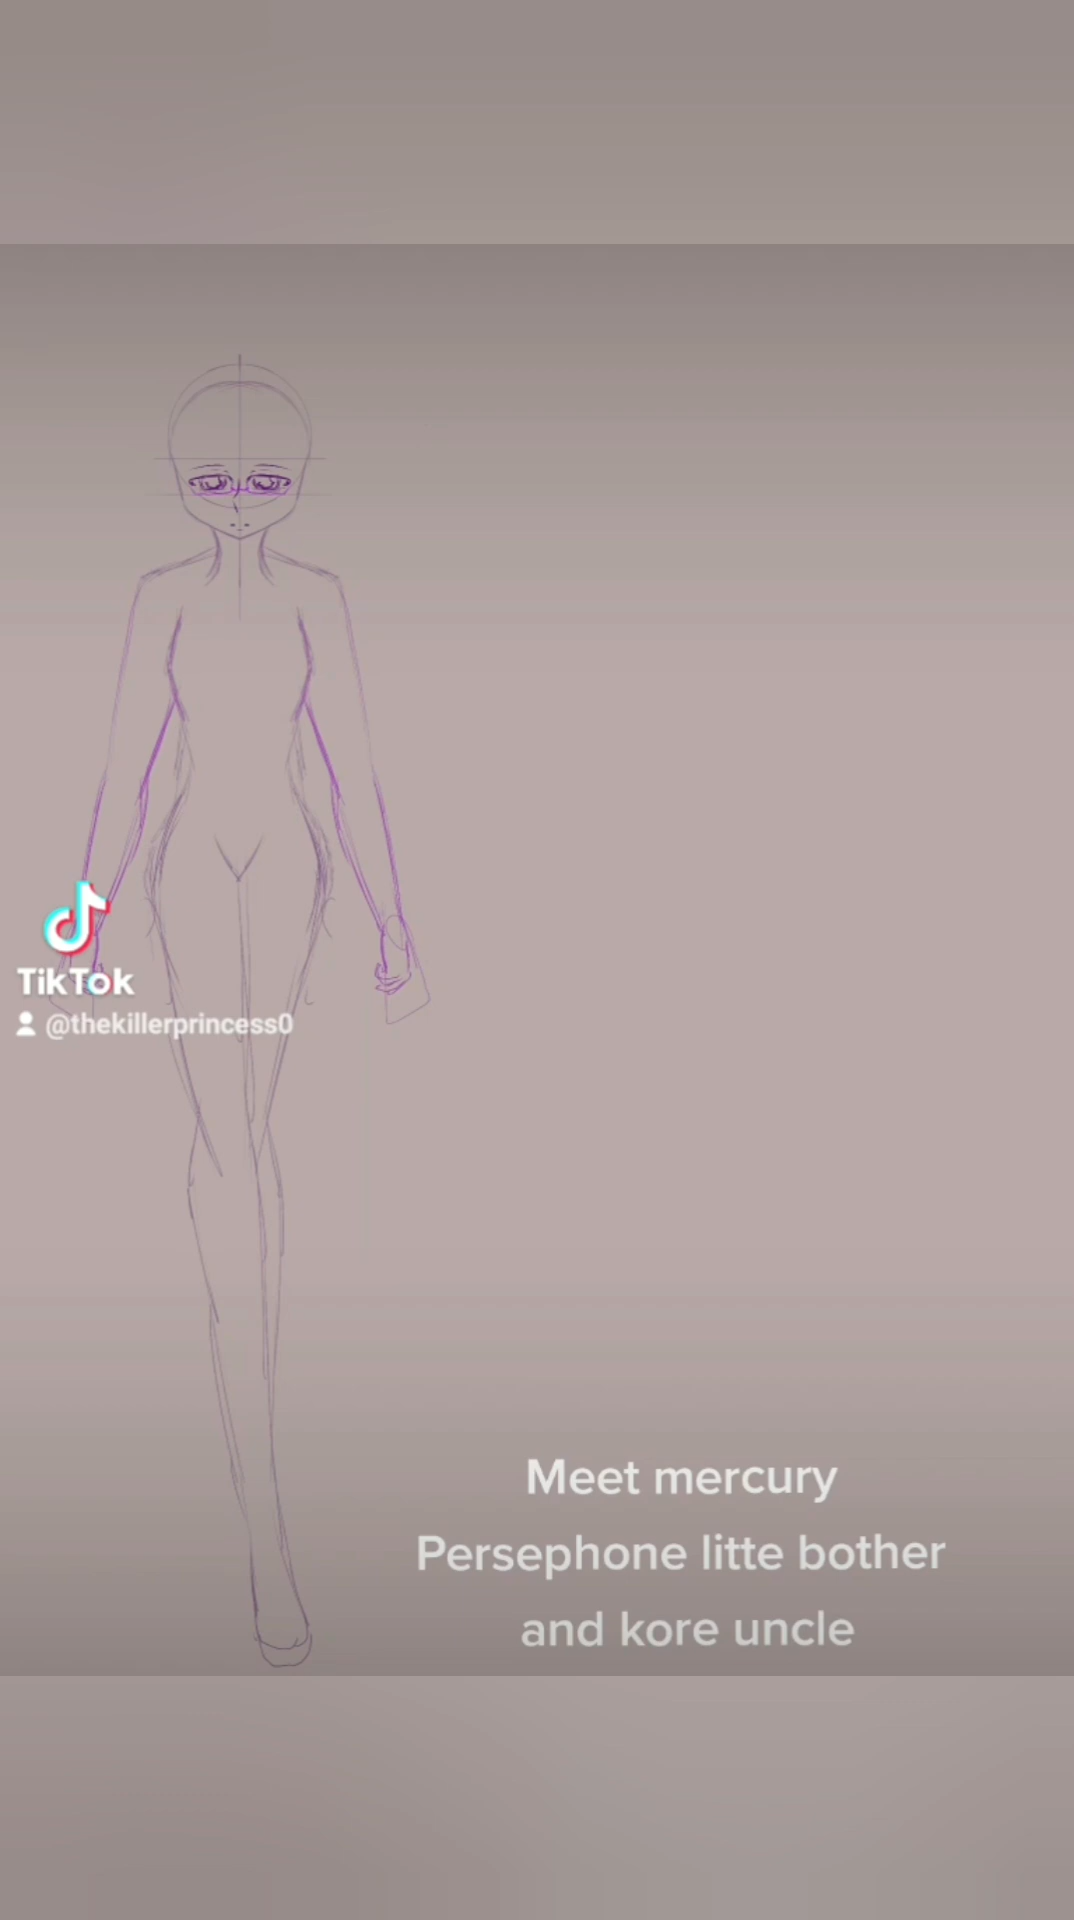 TikTok
@thekillerprincess0
Meet mercury
Persephone litte bother
and kore uncle